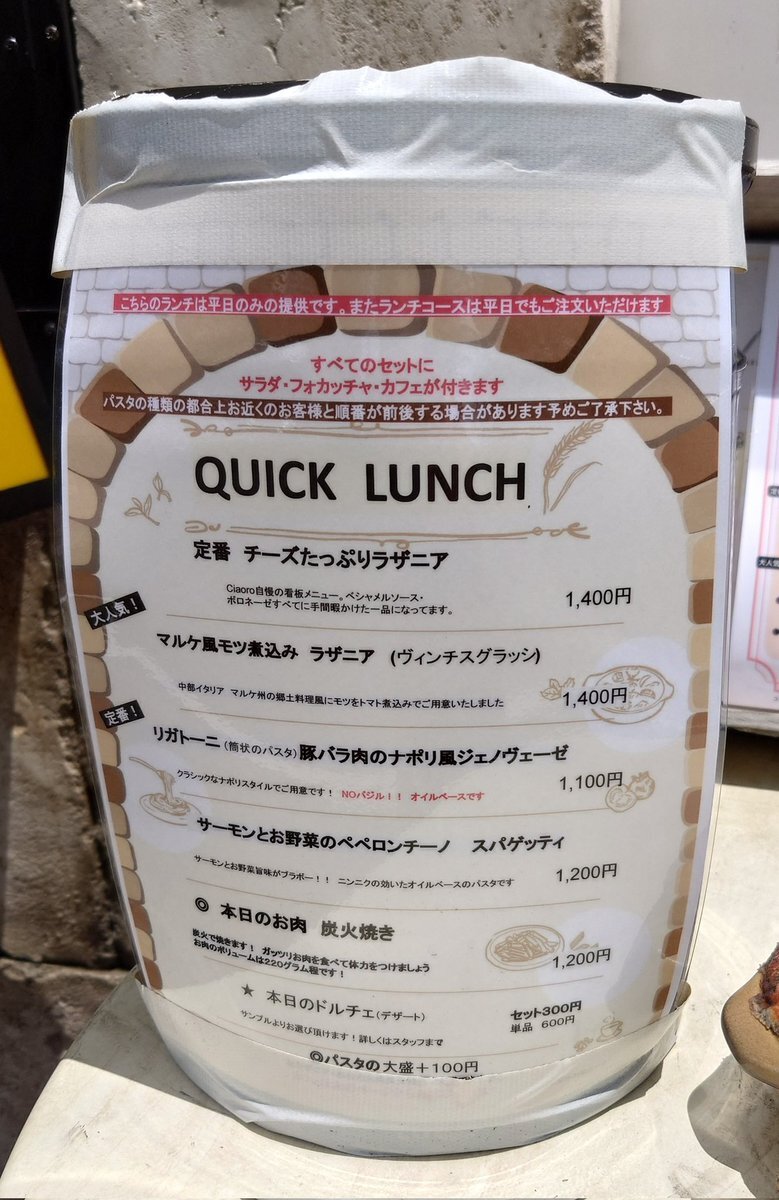 こちらのランチは平日のみの提供です。またランチコースは平日でもご注文いただけます
すべてのセットに
サラダ・フォカッチャ・カフェが付きます
パスタの種類の都合上お近くのお客様と順番が前後する場合があります予めご了承下さい。
QUICK LUNCH
定番 チーズたっぷりラザニア
Ciaoro自慢の看板メニュー。ベシャメルソース・
ボロネーゼすべてに手間暇かけた一品になってます。
1,400円
大人気！
マルケ風モツ煮込み ラザニア (ヴィンチスグラッシ)
中部イタリア マルケ州の郷土料理風にモツをトマト煮込みでご用意いたしました
1,400円
定番！
リガトーニ（筒状のパスタ）豚バラ肉のナポリ風ジェノヴェーゼ
クラシックなナポリスタイルでご用意です！ NOバジル！！ オイルベースです
1,100円
サーモンとお野菜のペペロンチーノ スパゲッティ
サーモンとお野菜旨味がブラボー！！ ニンニクの効いたオイルベースのパスタです
1,200円
◎ 本日のお肉 炭火焼き
炭火で焼きます！ ガッツリお肉を食べて体力をつけましょう
お肉のボリュームは220グラム程です！
1,200円
★ 本日のドルチェ（デザート）
サンプルよりお選び頂けます！詳しくはスタッフまで
セット300円
単品 600円
◎パスタの大盛＋100円